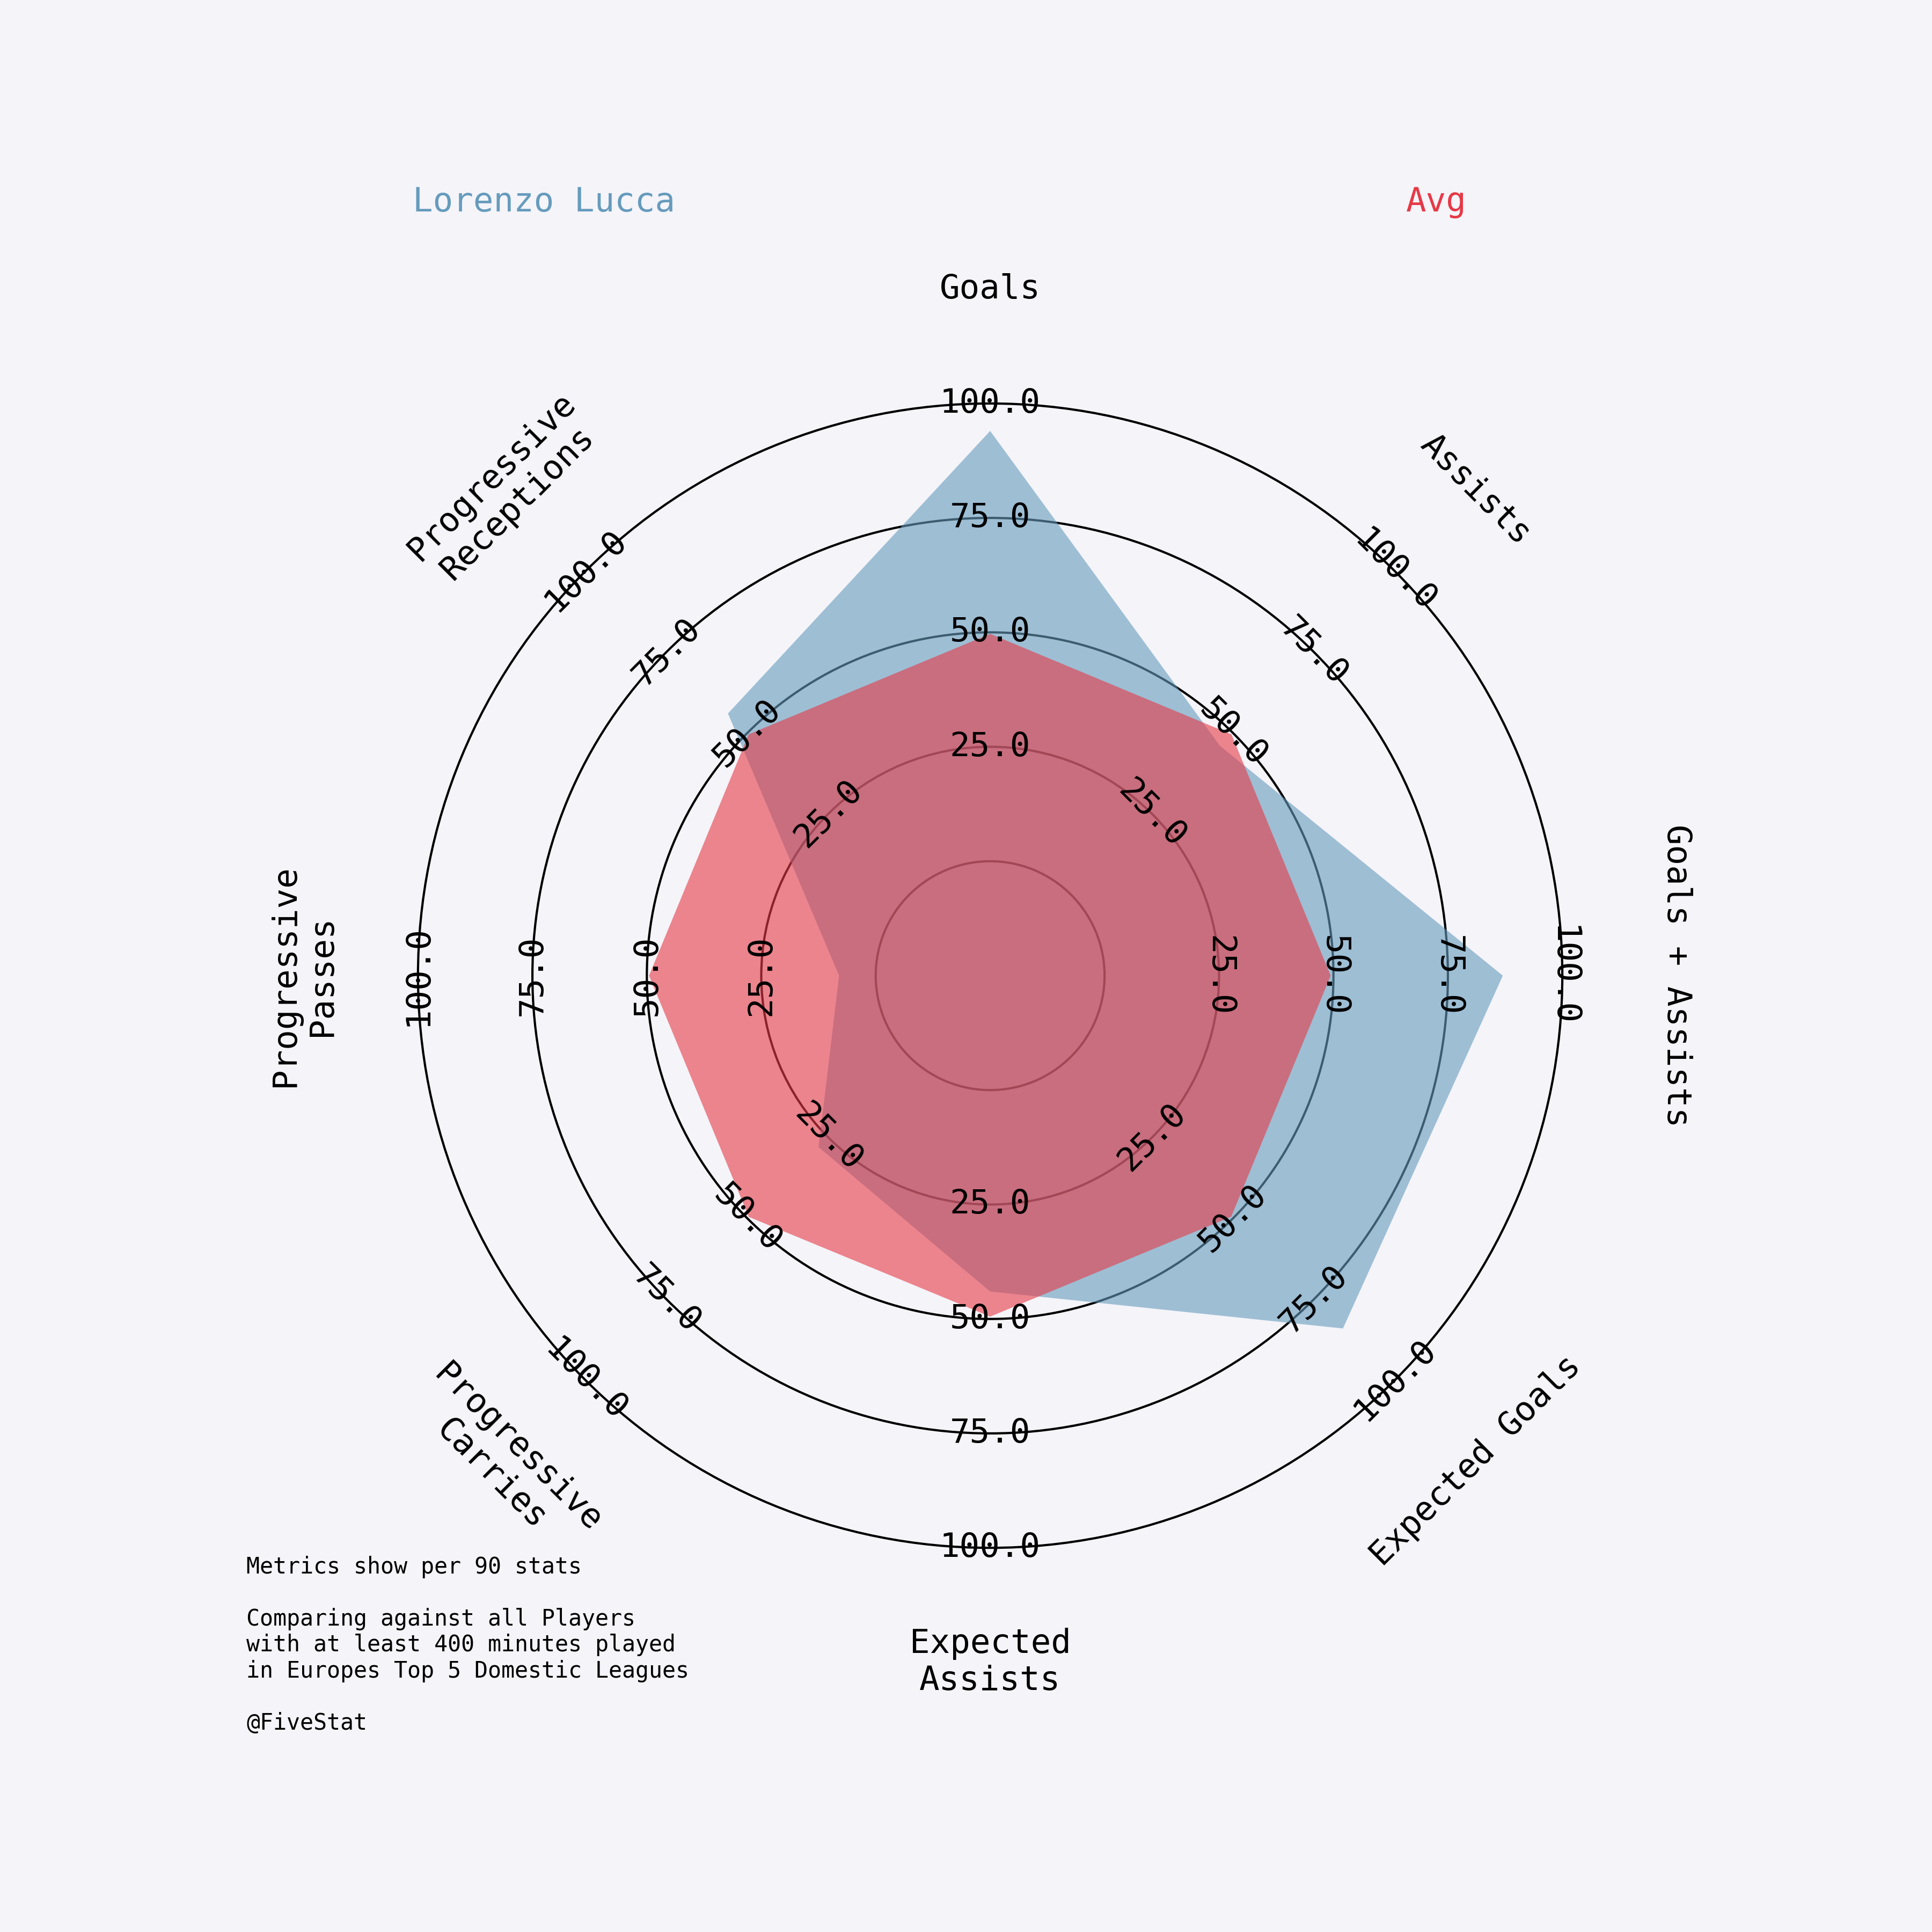 Lorenzo Lucca
Avg
Goals
Assists
Goals + Assists
Expected Goals
Expected
Assists
Progressive
Carries
Progressive
Passes
Progressive
Receptions
25.0
50.0
75.0
100.0
25.0
50.0
75.0
100.0
25.0
50.0
75.0
100.0
25.0
50.0
75.0
100.0
25.0
50.0
75.0
100.0
25.0
50.0
75.0
100.0
25.0
50.0
75.0
100.0
25.0
50.0
75.0
100.0
Metrics show per 90 stats
Comparing against all Players
with at least 400 minutes played
in Europes Top 5 Domestic Leagues
@FiveStat